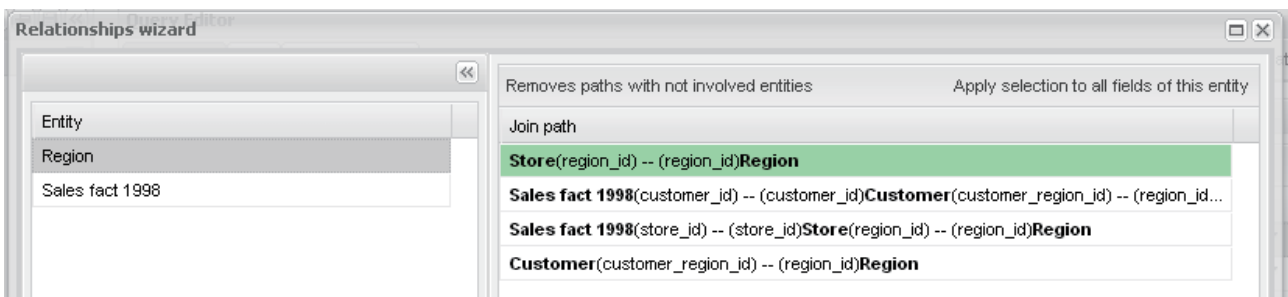 Query Editor
Relationships wizard
Removes paths with not involved entities Apply selection to all fields of this entity
Entity
Region
Sales fact 1998
Join path
Store(region_id) -- (region_id)Region
Sales fact 1998(customer_id) -- (customer_id)Customer(customer_region_id) -- (region_id...
Sales fact 1998(store_id) -- (store_id)Store(region_id) -- (region_id)Region
Customer(customer_region_id) -- (region_id)Region